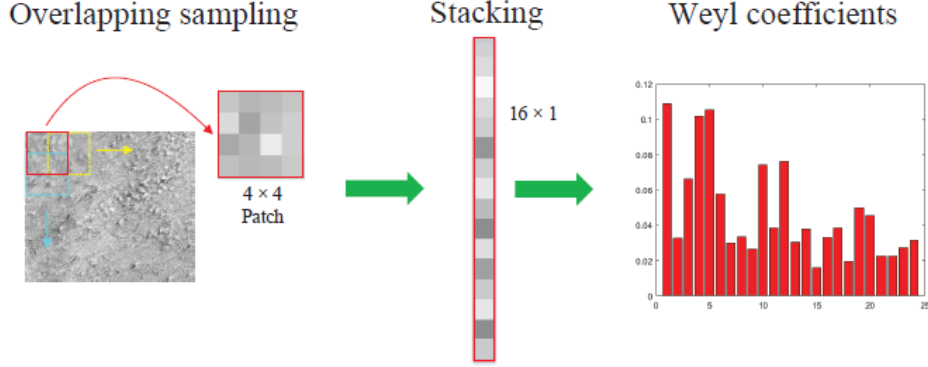 Overlapping sampling
Stacking
Weyl coefficients
4 × 4
Patch
16 × 1
0.12
0.1
0.08
0.06
0.04
0.02
0
0
5
10
15
20
25